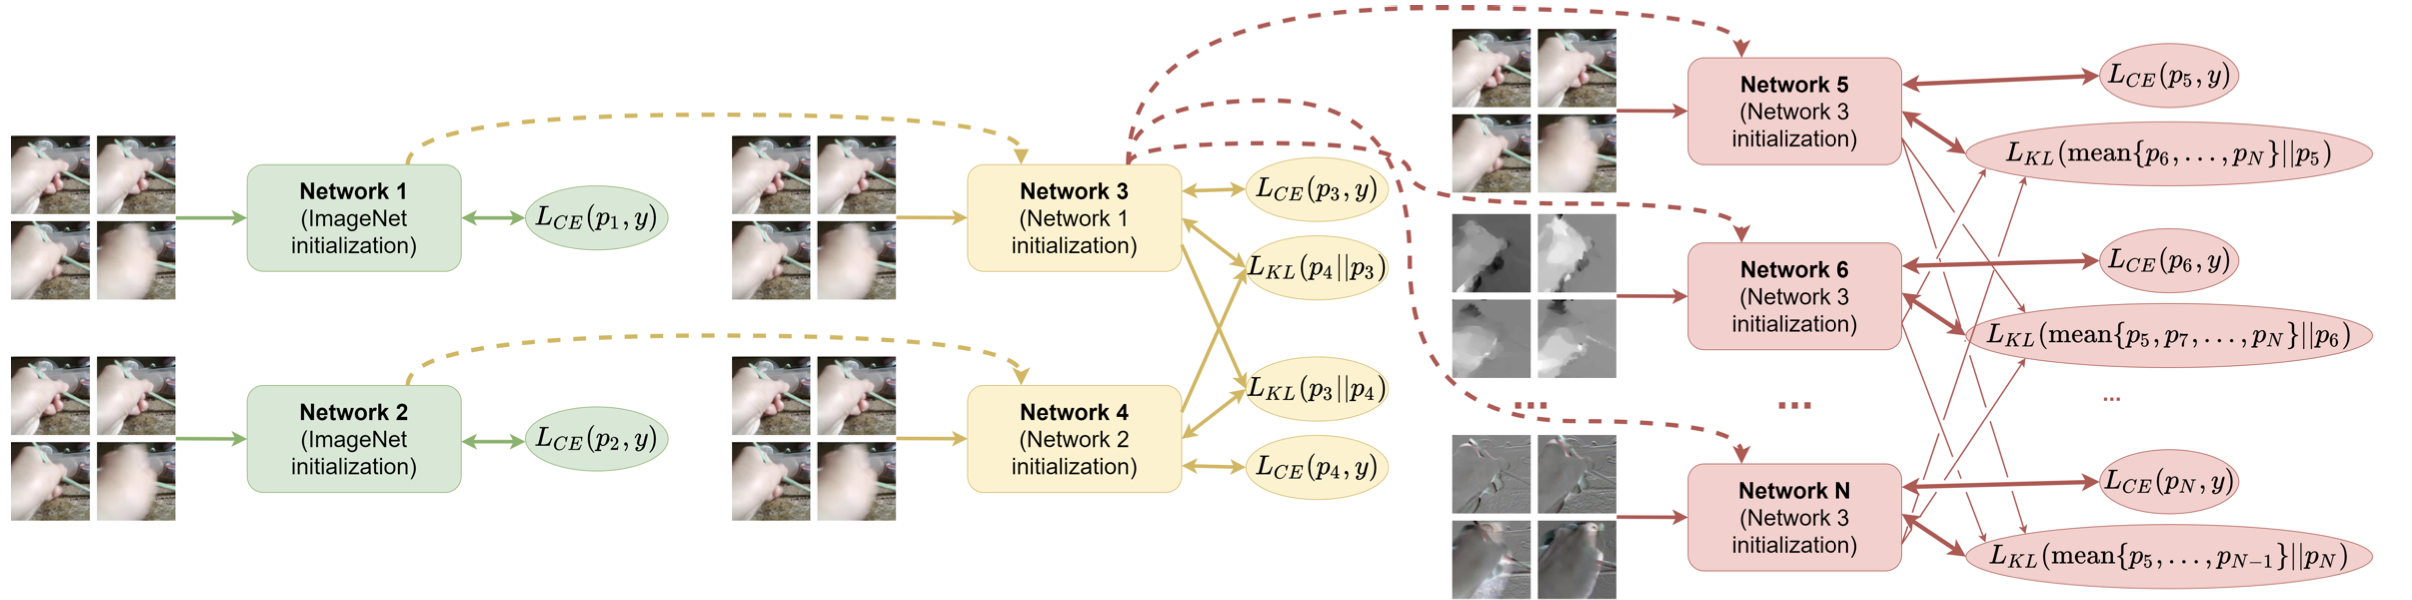 Network 1
(ImageNet
initialization)
L_{CE}(p_1, y)
Network 2
(ImageNet
initialization)
L_{CE}(p_2, y)
Network 3
(Network 1
initialization)
L_{CE}(p_3, y)
L_{KL}(p_4||p_3)
Network 4
(Network 2
initialization)
L_{KL}(p_3||p_4)
L_{CE}(p_4, y)
Network 5
(Network 3
initialization)
L_{CE}(p_5, y)
L_{KL}(mean{p_6, . . . , p_N}||p_5)
Network 6
(Network 3
initialization)
L_{CE}(p_6, y)
L_{KL}(mean{p_5, p_7, . . . , p_N}||p_6)
... ... ...
Network N
(Network 3
initialization)
L_{CE}(p_N, y)
L_{KL}(mean{p_5, . . . , p_{N-1}}||p_N)